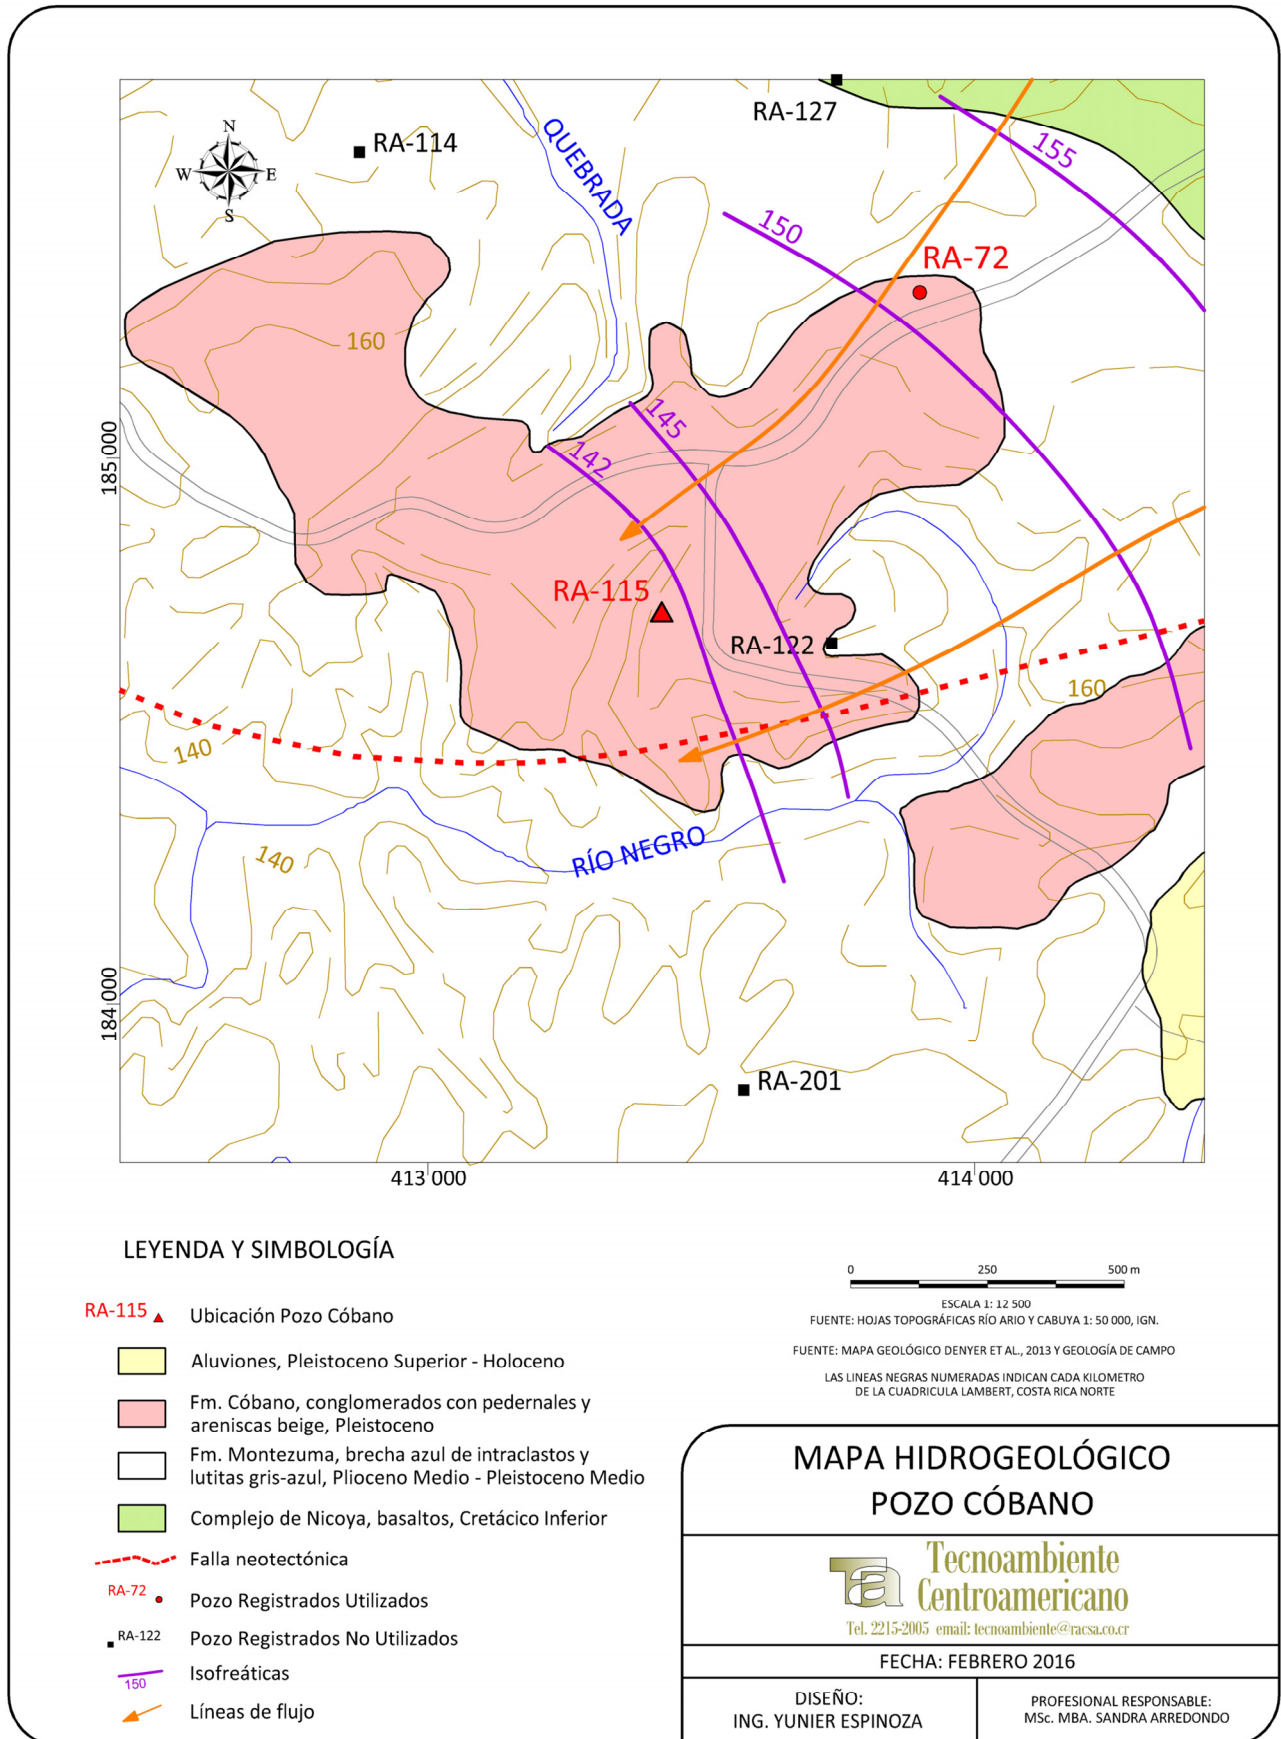 RA-127
RA-114
QUEBRADA
155
150
RA-72
160
145
142
185 000
RA-115
RA-122
160
140
RÍO NEGRO
140
184 000
RA-201
413 000
414 000
N
W
E
S
LEYENDA Y SIMBOLOGÍA
RA-115 Ubicación Pozo Cóbano
Aluviones, Pleistoceno Superior - Holoceno
Fm. Cóbano, conglomerados con pedernales y
areniscas beige, Pleistoceno
Fm. Montezuma, brecha azul de intraclastos y
lutitas gris-azul, Plioceno Medio - Pleistoceno Medio
Complejo de Nicoya, basaltos, Cretácico Inferior
Falla neotectónica
RA-72 Pozo Registrados Utilizados
RA-122 Pozo Registrados No Utilizados
150 Isofreáticas
Líneas de flujo
0 250 500 m
ESCALA 1: 12 500
FUENTE: HOJAS TOPOGRÁFICAS RÍO ARIO Y CABUYA 1: 50 000, IGN.
FUENTE: MAPA GEOLÓGICO DENYER ET AL., 2013 Y GEOLOGÍA DE CAMPO
LAS LINEAS NEGRAS NUMERADAS INDICAN CADA KILOMETRO
DE LA CUADRICULA LAMBERT, COSTA RICA NORTE
MAPA HIDROGEOLÓGICO
POZO CÓBANO
Ta
Tecnoambiente
Centroamericano
Tel. 2215-2005 email: tecnoambiente@racsa.co.cr
FECHA: FEBRERO 2016
DISEÑO:
ING. YUNIER ESPINOZA
PROFESIONAL RESPONSABLE:
MSc. MBA. SANDRA ARREDONDO